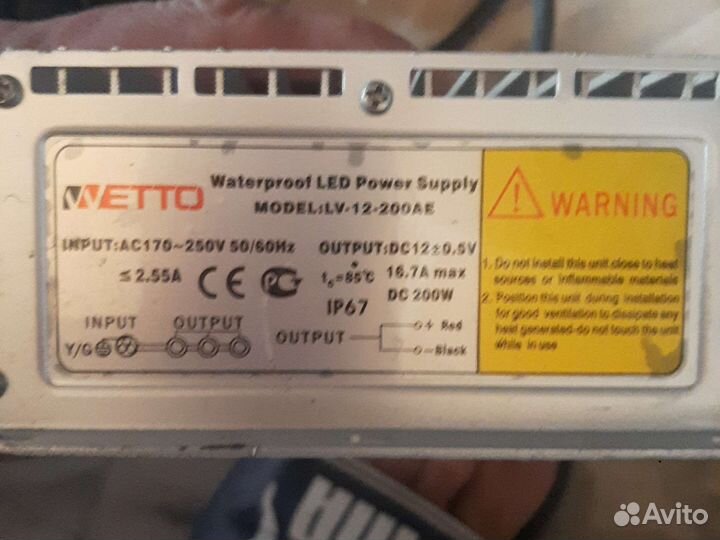 WETTO
Waterproof LED Power Supply
MODEL:LV-12-200AE
INPUT:AC170~250V 50/60Hz
≤2.55A
CE
OUTPUT:DC12±0.5V
tc=85℃ 16.7A max
IP67 DC 200W
INPUT OUTPUT
Y/G
OUTPUT
+ Red
- Black
WARNING
1. Do not install this unit close to heat
sources or inflammable materials
2. Position this unit during installation
for good ventilation to dissipate any
heat generated-do not touch the unit
while in use
Avito